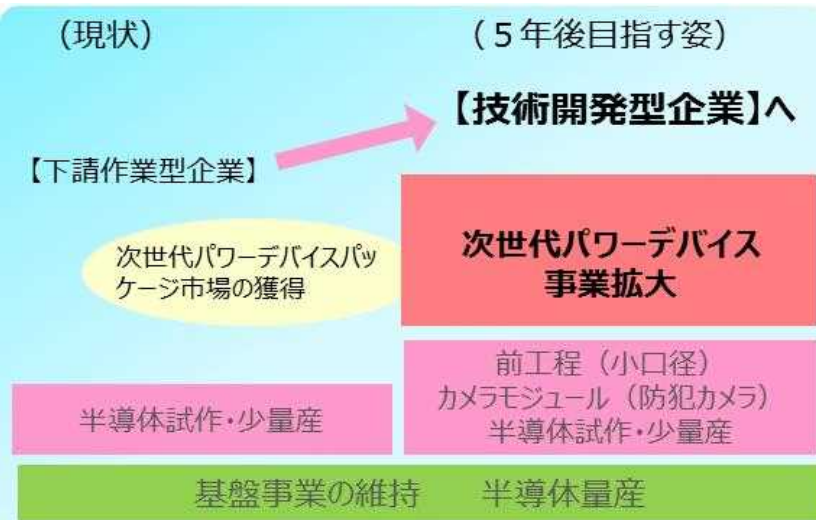 (現状)
(5年後目指す姿)
【技術開発型企業】へ
【下請作業型企業】
次世代パワーデバイスパッ
ケージ市場の獲得
次世代パワーデバイス
事業拡大
半導体試作・少量産
前工程(小口径)
カメラモジュール(防犯カメラ)
半導体試作・少量産
基盤事業の維持 半導体量産